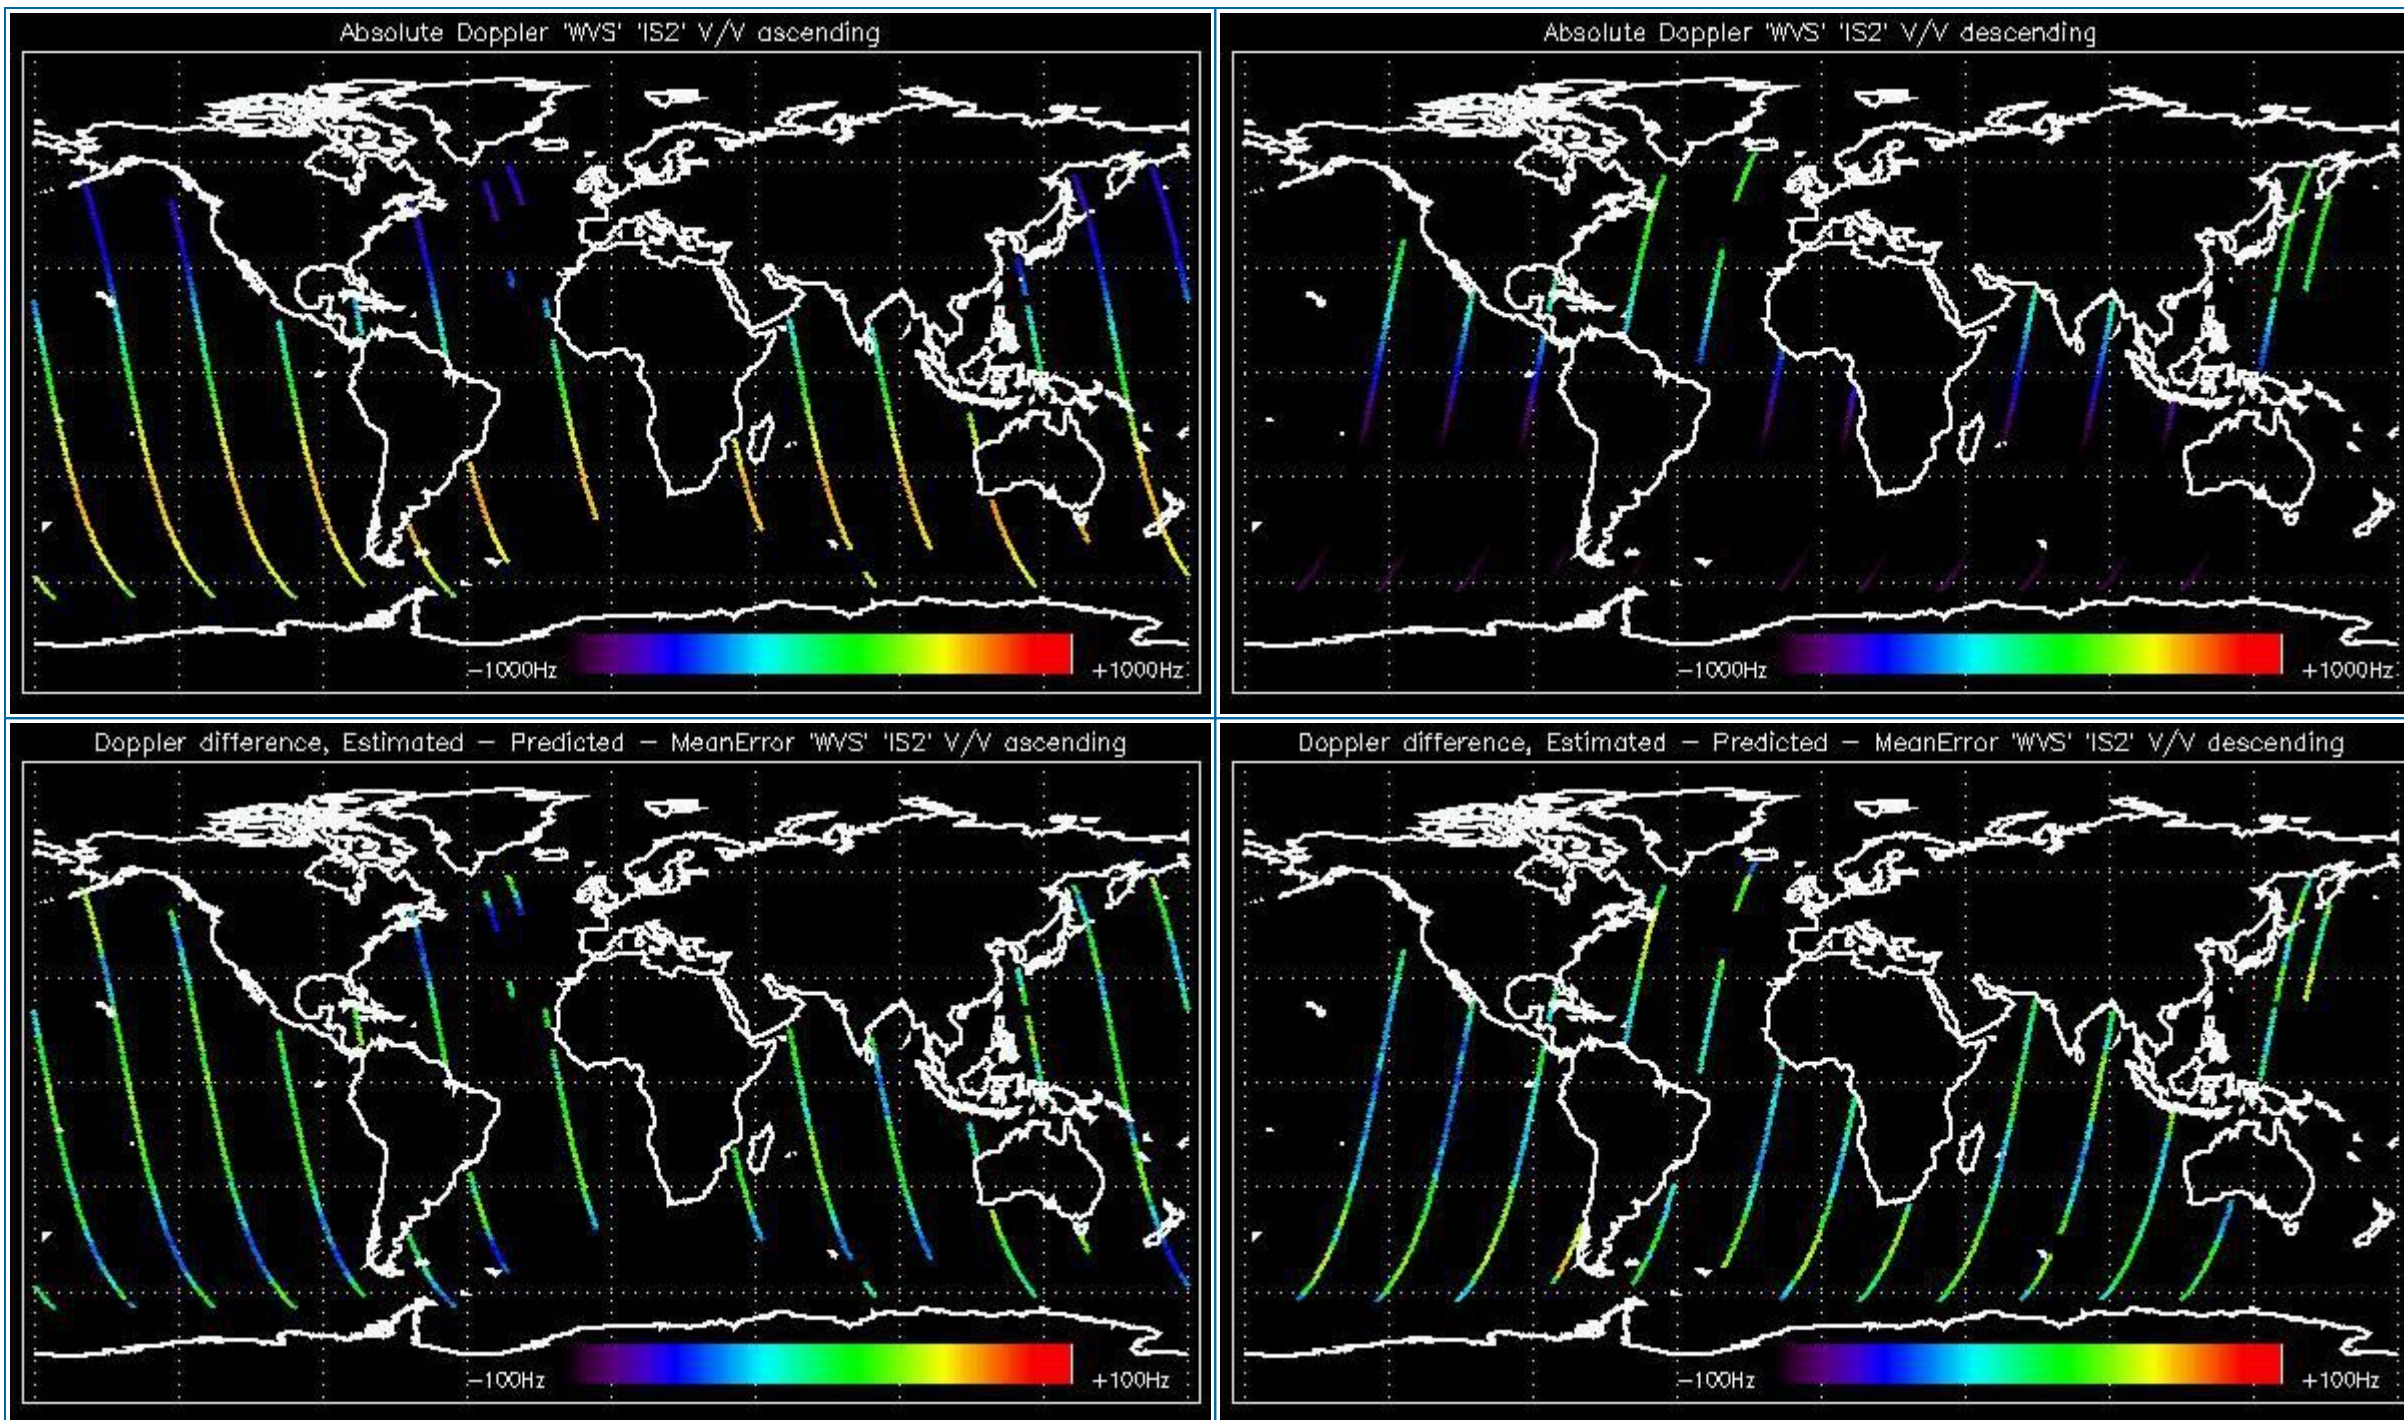 Absolute Doppler 'WVS' 'IS2' V/V ascending
-1000Hz
+1000Hz
Absolute Doppler 'WVS' 'IS2' V/V descending
-1000Hz
+1000Hz
Doppler difference, Estimated - Predicted - MeanError 'WVS' 'IS2' V/V ascending
-100Hz
+100Hz
Doppler difference, Estimated - Predicted - MeanError 'WVS' 'IS2' V/V descending
-100Hz
+100Hz